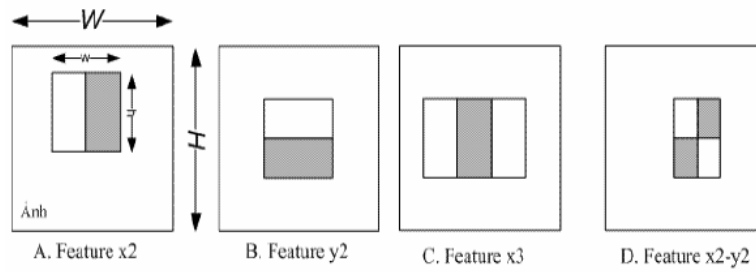 W
w
h
H
Ảnh
A. Feature x2
B. Feature y2
C. Feature x3
D. Feature x2-y2